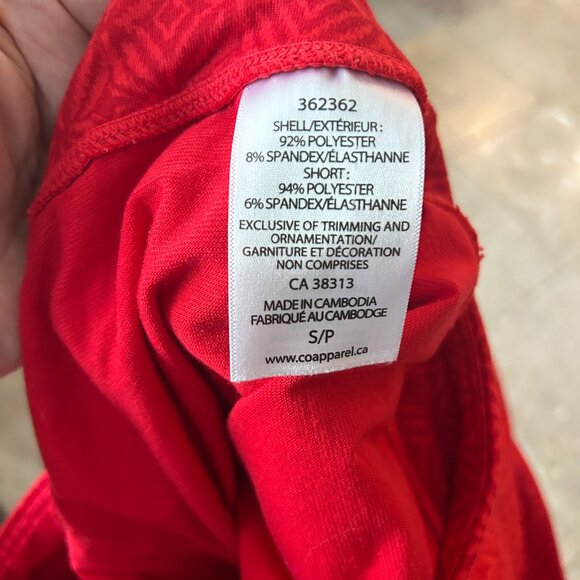 362362
SHELL/EXTÉRIEUR :
92% POLYESTER
8% SPANDEX/ÉLASTHANNE
SHORT :
94% POLYESTER
6% SPANDEX/ÉLASTHANNE
EXCLUSIVE OF TRIMMING AND
ORNAMENTATION/
GARNITURE ET DÉCORATION
NON COMPRISES
CA 38313
MADE IN CAMBODIA
FABRIQUÉ AU CAMBODGE
S/P
www.coapparel.ca